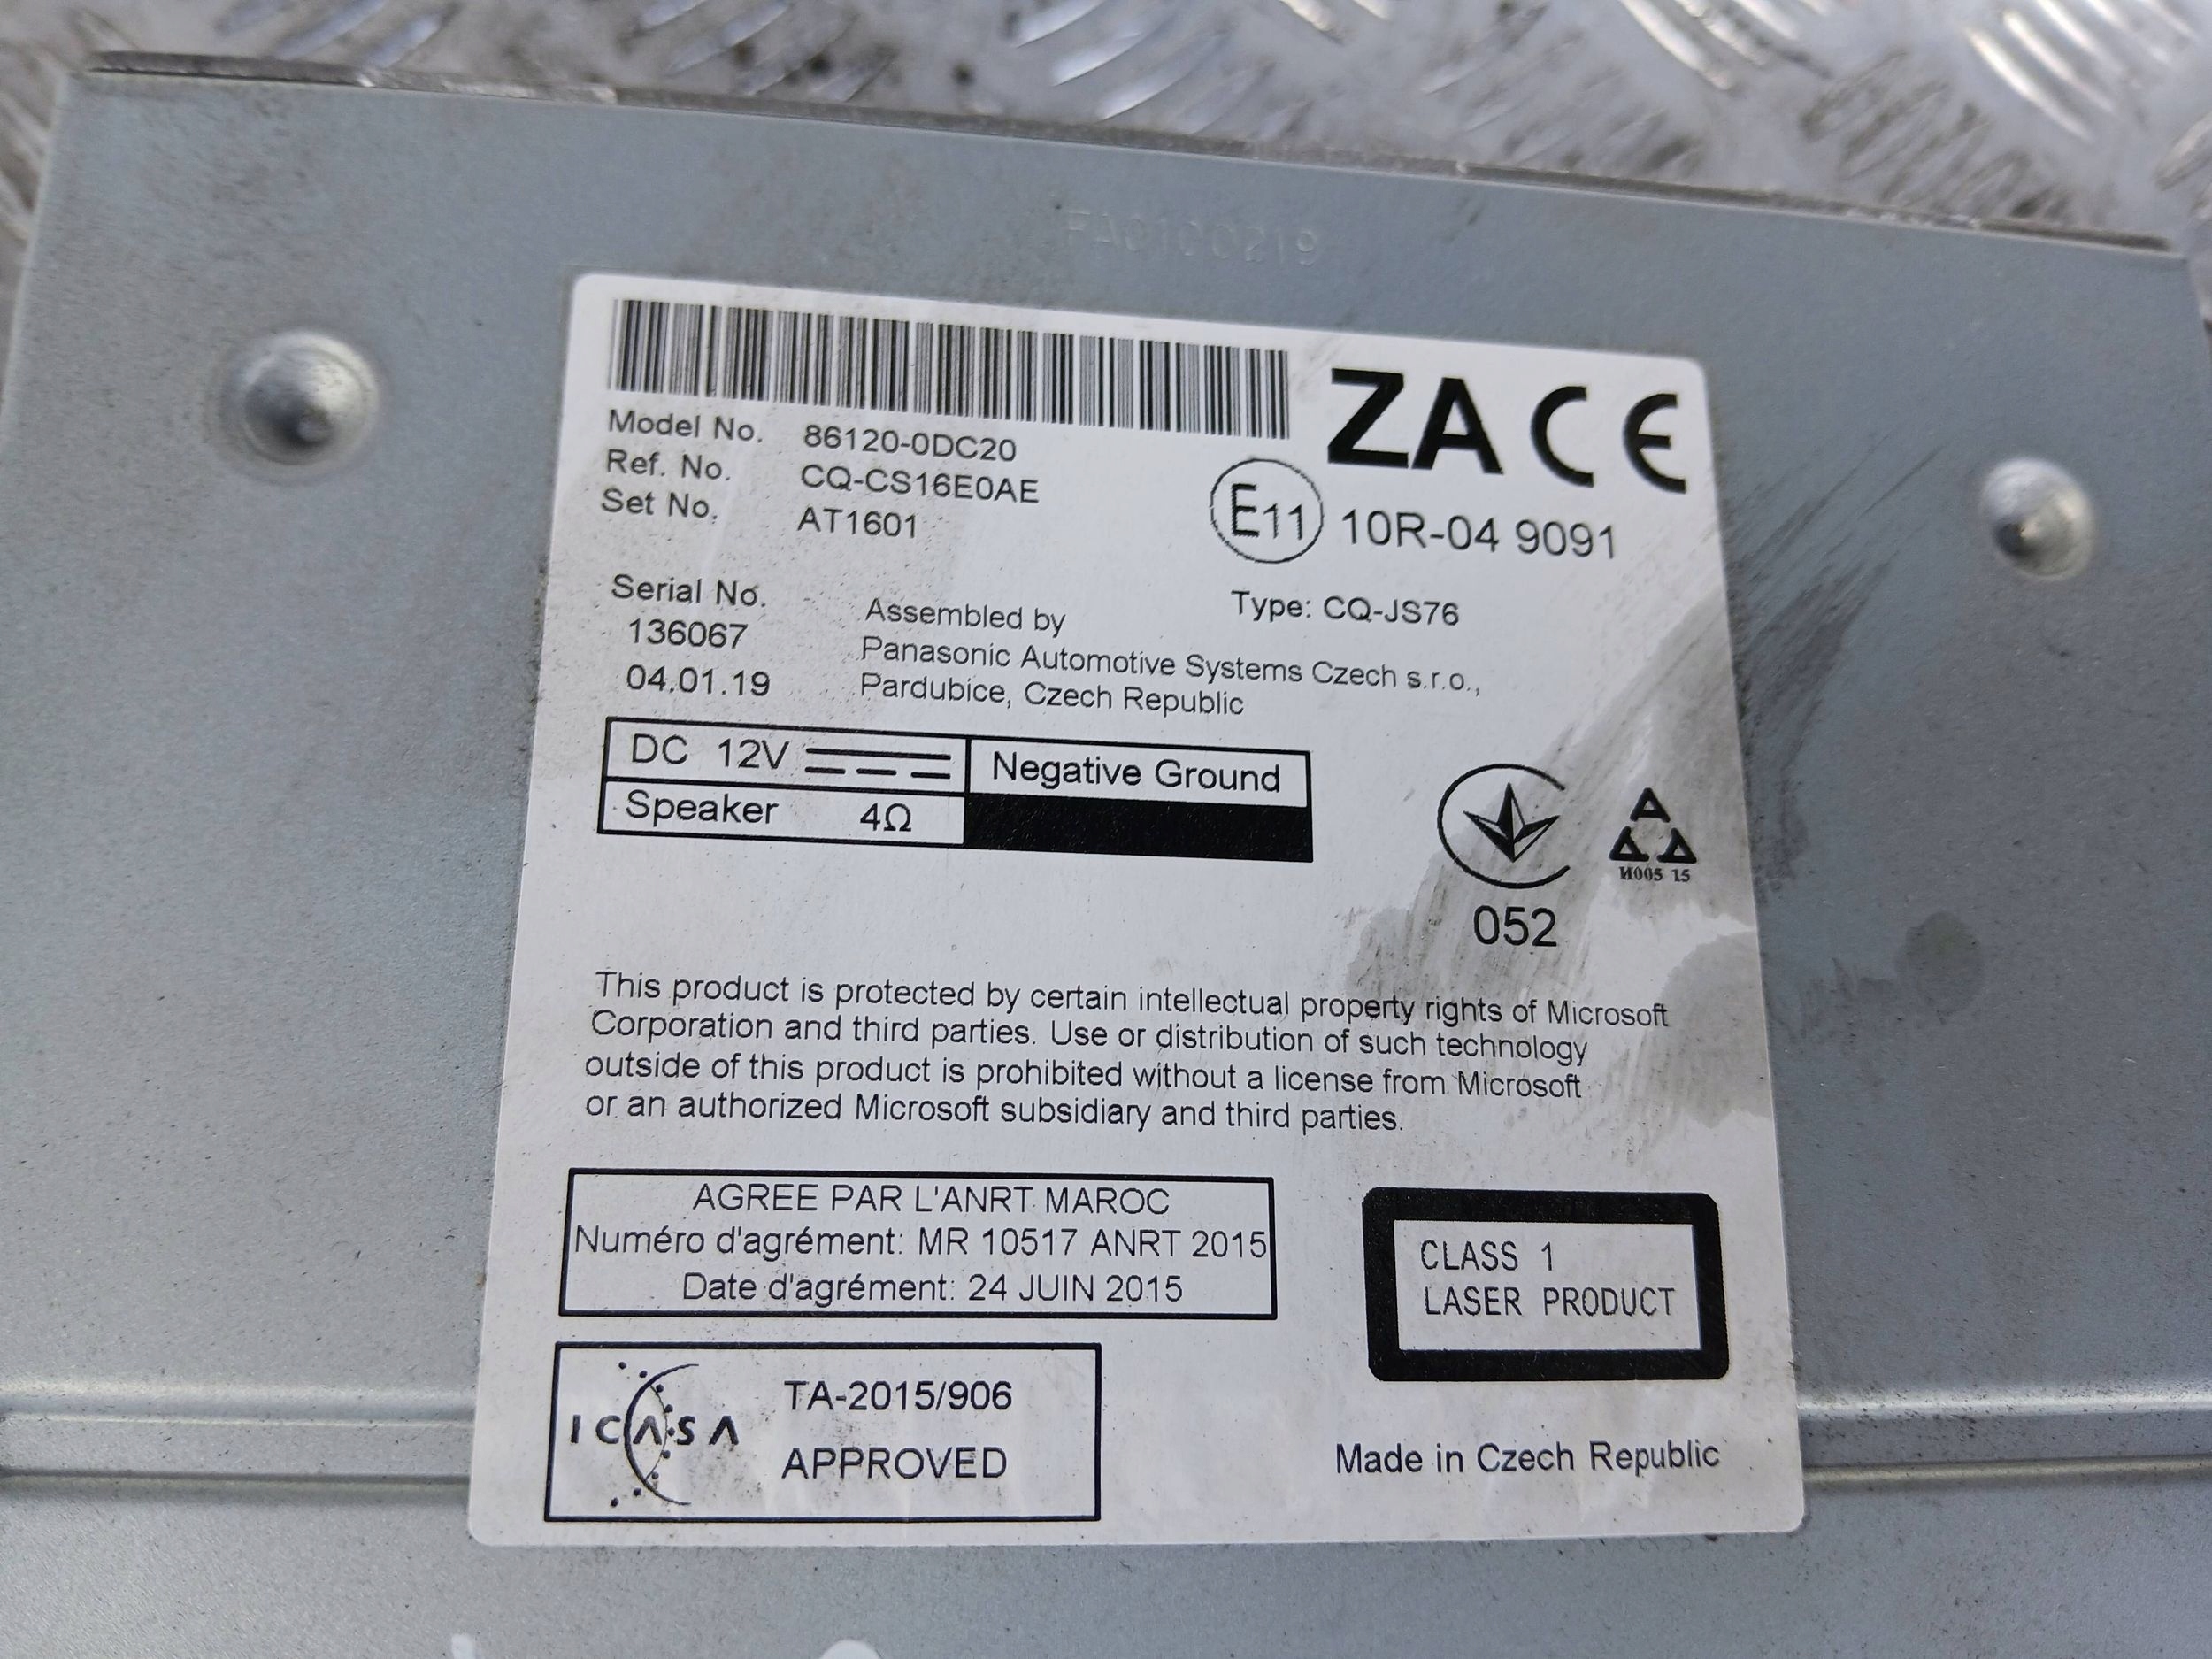 FA0100219
ZA CE
Model No. 86120-0DC20
Ref. No. CQ-CS16E0AE
Set No. AT1601
E11 10R-04 9091
Serial No.
136067
04.01.19
Assembled by
Panasonic Automotive Systems Czech s.r.o.,
Pardubice, Czech Republic
Type: CQ-JS76
DC 12V Negative Ground
Speaker 4Ω
052
И005 15
This product is protected by certain intellectual property rights of Microsoft
Corporation and third parties. Use or distribution of such technology
outside of this product is prohibited without a license from Microsoft
or an authorized Microsoft subsidiary and third parties.
AGREE PAR L'ANRT MAROC
Numéro d'agrément: MR 10517 ANRT 2015
Date d'agrément: 24 JUIN 2015
CLASS 1
LASER PRODUCT
ICASA
TA-2015/906
APPROVED
Made in Czech Republic